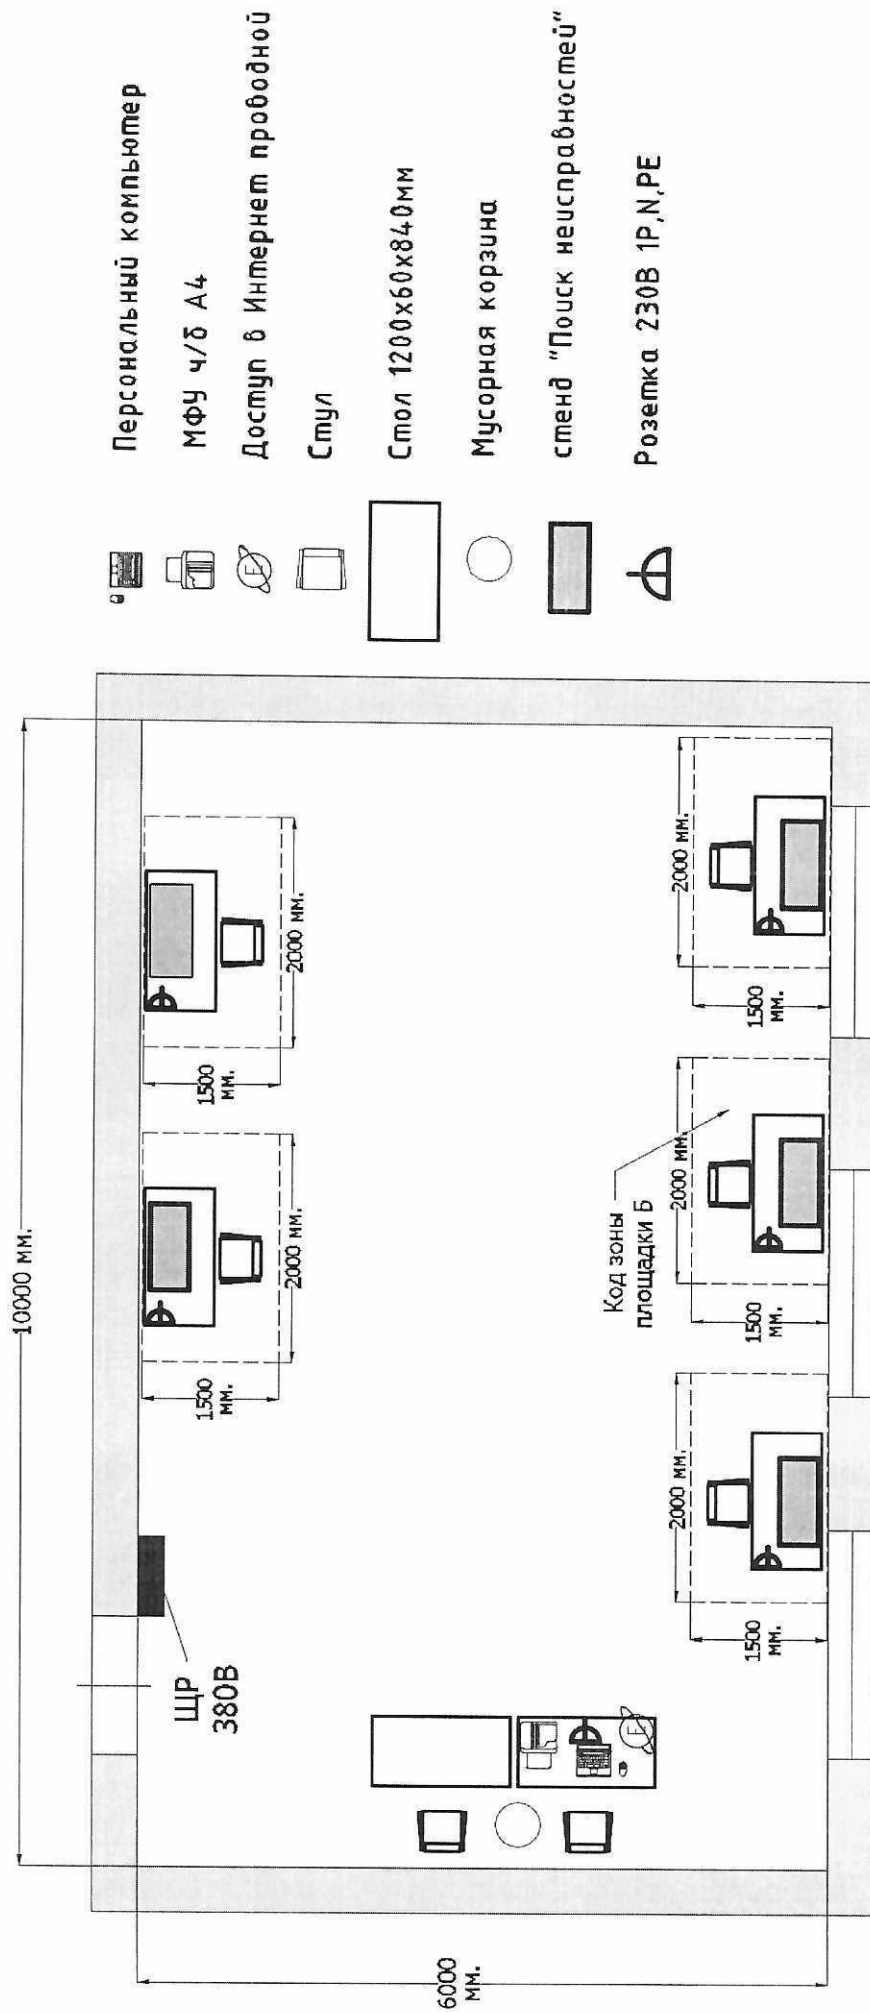 10000 мм.
6000
мм.
ЩР
380В
1500
мм.
2000 мм.
1500
мм.
2000 мм.
Код зоны
площадки Б
2000 мм.
1500
мм.
2000 мм.
1500
мм.
2000 мм.
1500
мм.
Персональный компьютер
МФУ ч/б А4
Доступ в Интернет проводной
Стул
Стол 1200х60х840мм
Мусорная корзина
стенд "Поиск неисправностей"
Розетка 230В 1P,N,PE